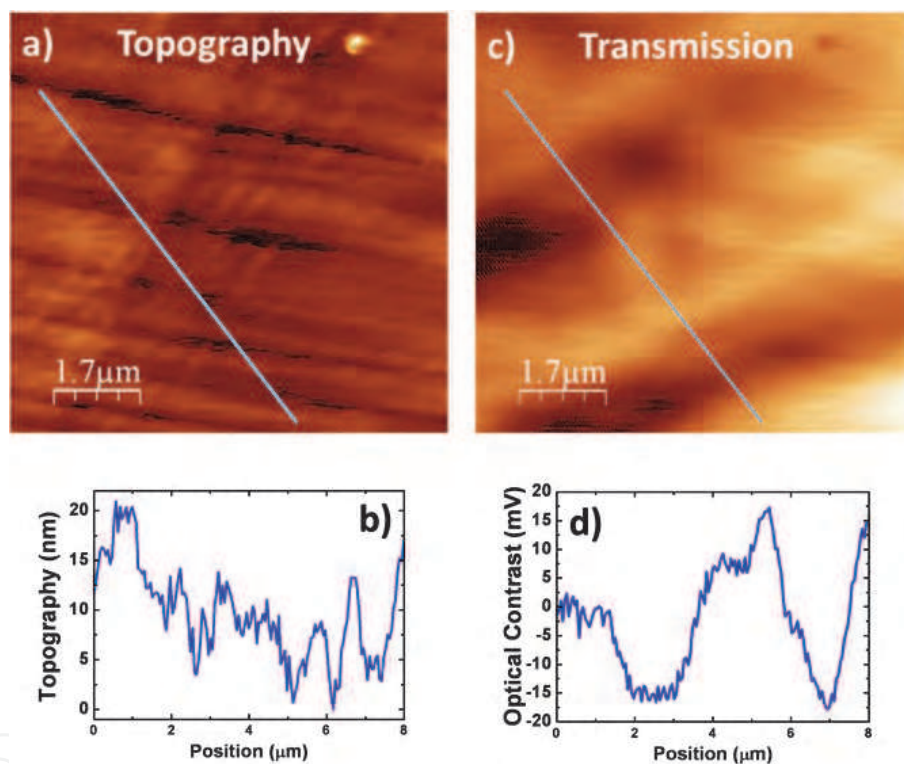 a) Topography
c) Transmission
1.7μm
1.7μm
b)
Topography (nm)
20
15
10
5
0
0 2 4 6 8
Position (μm)
d)
Optical Contrast (mV)
20
15
10
5
0
-5
-10
-15
-20
0 2 4 6 8
Position (μm)